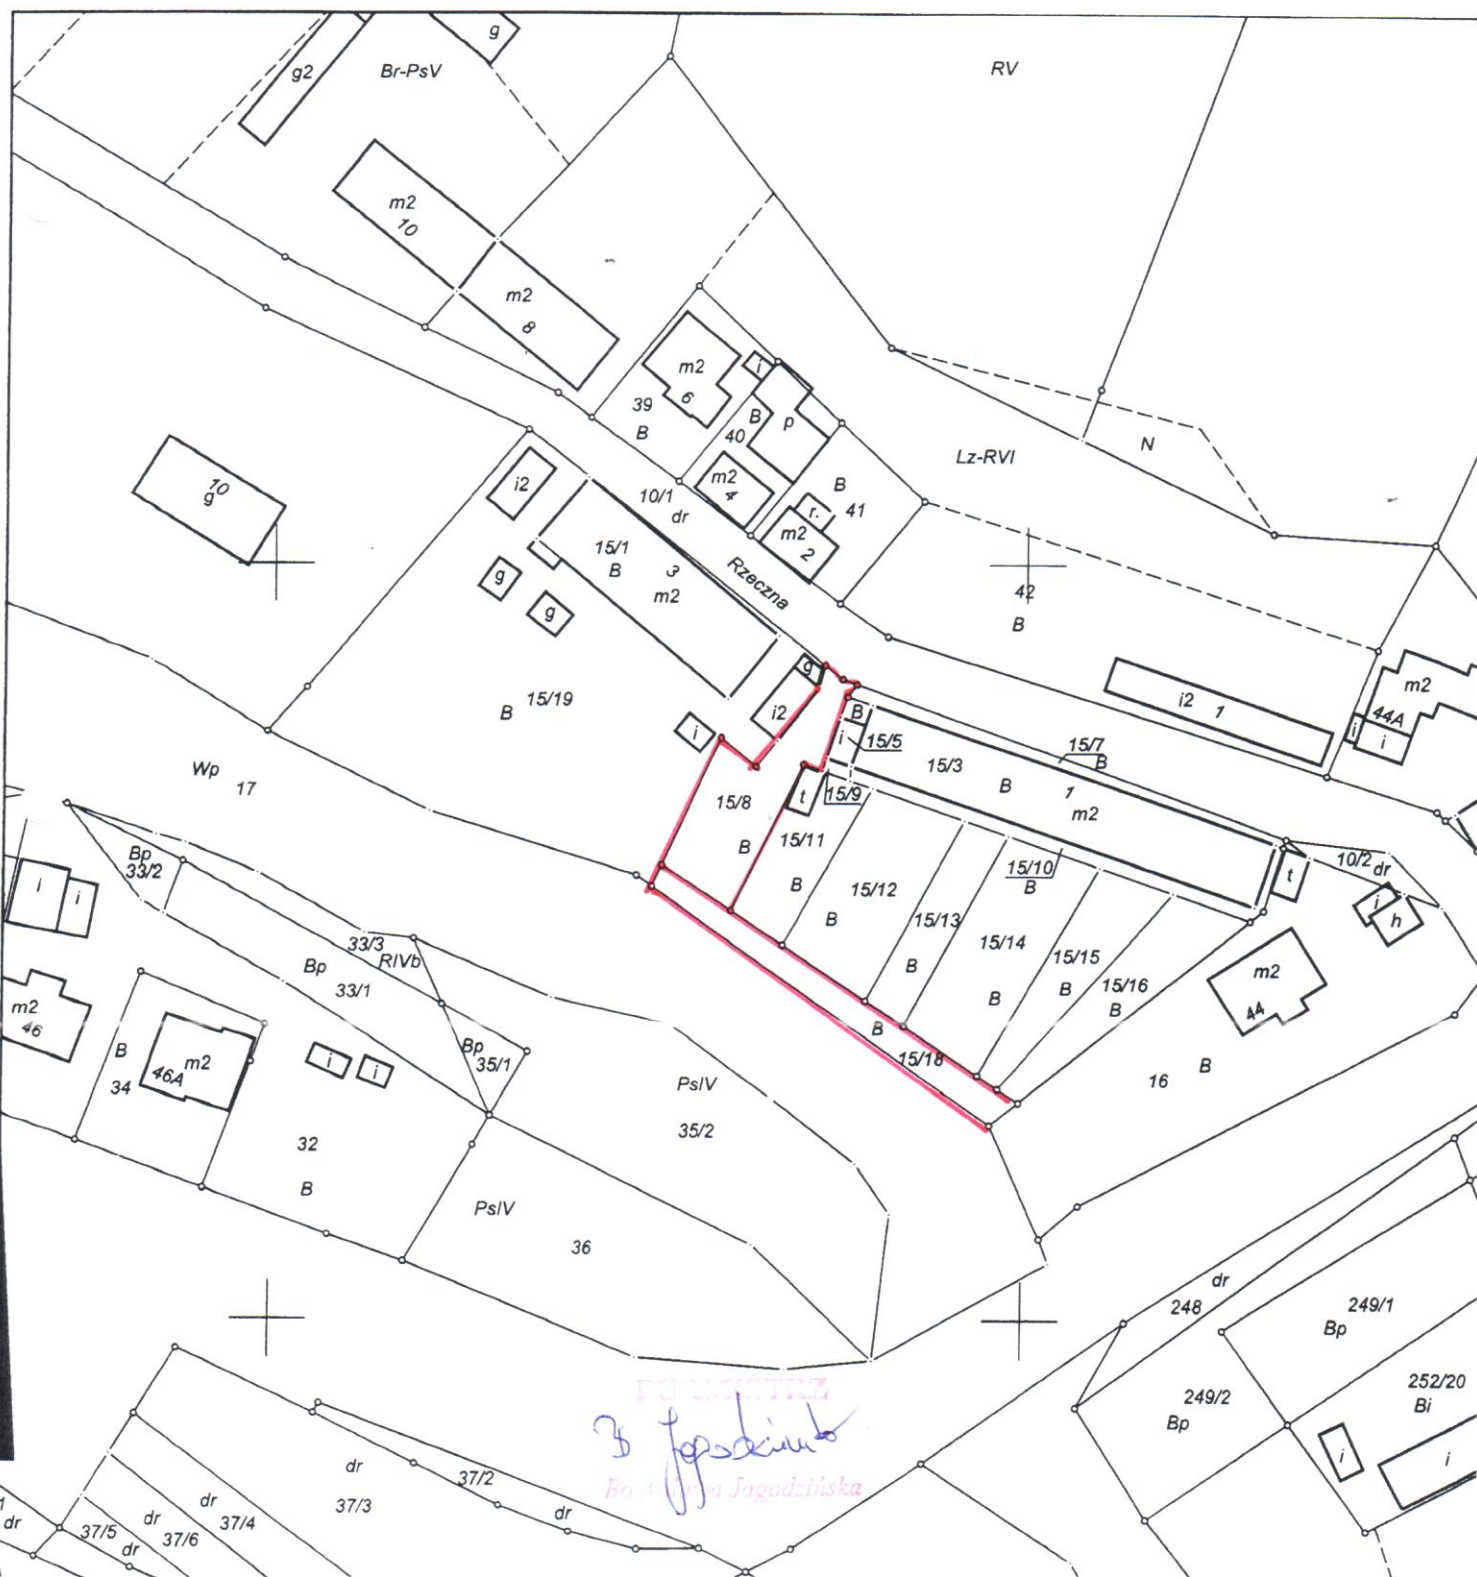 g
g2
Br-PsV
RV
m2
10
m2
8
m2
6
i
39
B
B
40
p
m2
4
10/1
dr
B
41
r.
m2
2
Lz-RVI
N
10
g
i2
15/1
B
3
m2
g
g
Rzeczna
42
B
g
i2
i
B
15/19
B
i
15/5
15/7
B
15/3
B
1
m2
i2
1
m2
44A
i
i
Wp
17
15/8
B
t
15/9
15/11
B
15/12
B
15/10
B
15/13
B
15/14
B
15/15
B
15/16
B
B
15/18
10/2
dr
t
i
h
m2
44
16
B
Bp
33/2
i
i
33/3
RIVb
Bp
33/1
m2
46
B
34
m2
46A
i
i
Bp
35/1
PsIV
35/2
32
B
PsIV
36
dr
248
249/1
Bp
249/2
Bp
252/20
Bi
i
i
BURMISTRZ
Jagodzińska
dr
37/3
37/2
dr
dr
37/4
dr
37/6
37/5
dr
1
dr